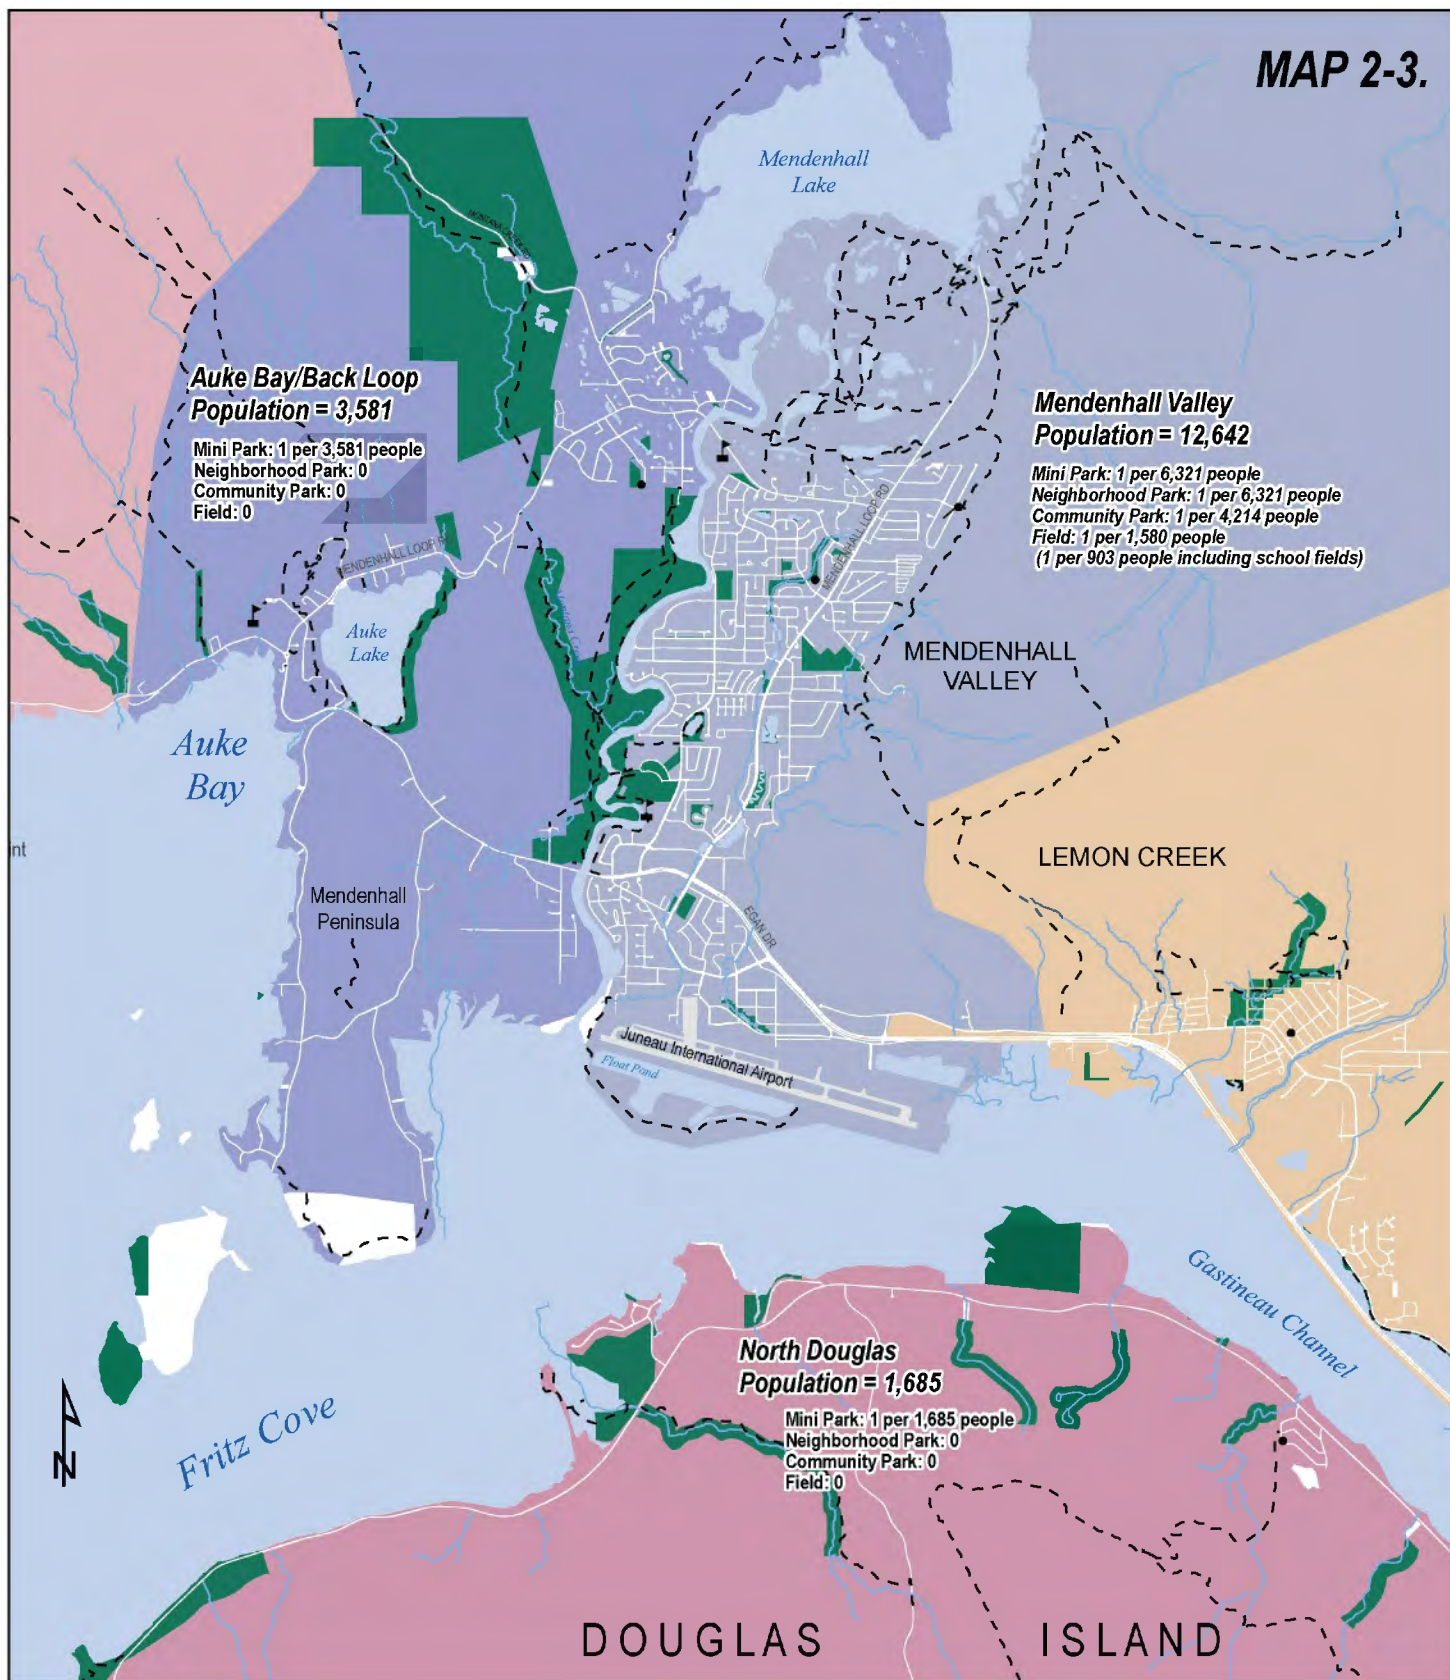 MAP 2-3.
Mendenhall
Lake
MONTANA CREEK RD
Auke Bay/Back Loop
Population = 3,581
Mini Park: 1 per 3,581 people
Neighborhood Park: 0
Community Park: 0
Field: 0
Mendenhall Valley
Population = 12,642
Mini Park: 1 per 6,321 people
Neighborhood Park: 1 per 6,321 people
Community Park: 1 per 4,214 people
Field: 1 per 1,580 people
(1 per 903 people including school fields)
MENDENHALL LOOP RD
MENDENHALL LOOP RD
Montana Creek
Auke
Lake
MENDENHALL
VALLEY
Auke
Bay
int
LEMON CREEK
Mendenhall
Peninsula
EGAN DR
Juneau International Airport
Float Pond
Gastineau Channel
North Douglas
Population = 1,685
Mini Park: 1 per 1,685 people
Neighborhood Park: 0
Community Park: 0
Field: 0
Fritz Cove
N
DOUGLAS ISLAND